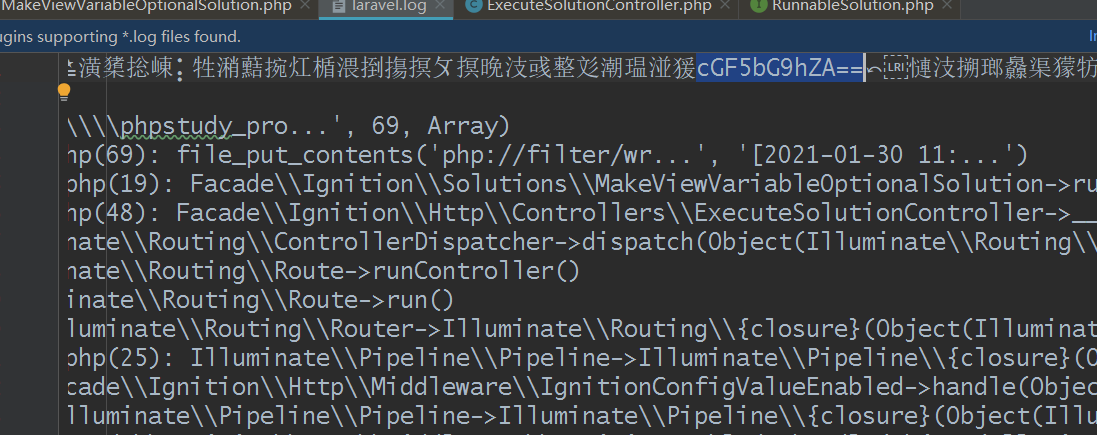 MakeViewVariableOptionalSolution.php laravel.log ExecuteSolutionController.php RunnableSolution.php
ugins supporting *.log files found. In
cGF5bG9hZA==
\\\\phpstudy_pro...', 69, Array)
hp(69): file_put_contents('php://filter/wr...', '[2021-01-30 11:...')
php(19): Facade\\Ignition\\Solutions\\MakeViewVariableOptionalSolution->ru
hp(48): Facade\\Ignition\\Http\\Controllers\\ExecuteSolutionController->__
nate\\Routing\\ControllerDispatcher->dispatch(Object(Illuminate\\Routing\\
nate\\Routing\\Route->runController()
inate\\Routing\\Route->run()
luminate\\Routing\\Router->Illuminate\\Routing\\{closure}(Object(Illuminat
php(25): Illuminate\\Pipeline\\Pipeline->Illuminate\\Pipeline\\{closure}(O
cade\\Ignition\\Http\\Middleware\\IgnitionConfigValueEnabled->handle(Objec
lluminate\\Pipeline\\Pipeline->Illuminate\\Pipeline\\{closure}(Object(Illu